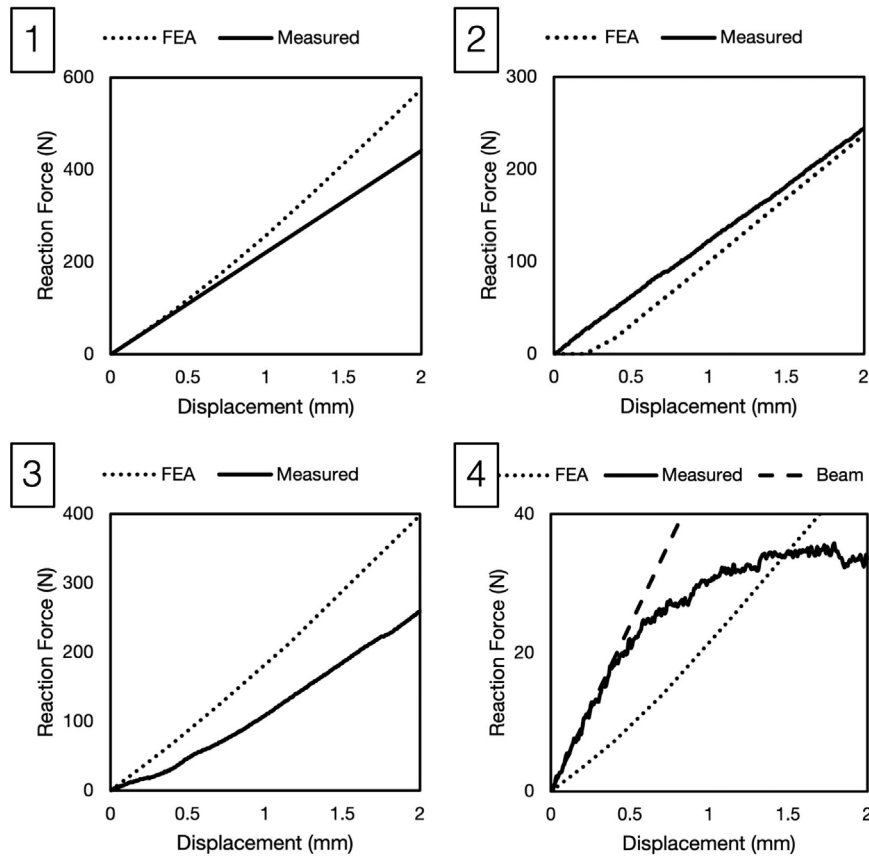 1
FEA Measured
600
400
200
0
0 0.5 1 1.5 2
Reaction Force (N)
Displacement (mm)
2
FEA Measured
300
200
100
0
0 0.5 1 1.5 2
Reaction Force (N)
Displacement (mm)
3
FEA Measured
400
300
200
100
0
0 0.5 1 1.5 2
Reaction Force (N)
Displacement (mm)
4
FEA Measured Beam
40
20
0
0 0.5 1 1.5 2
Reaction Force (N)
Displacement (mm)